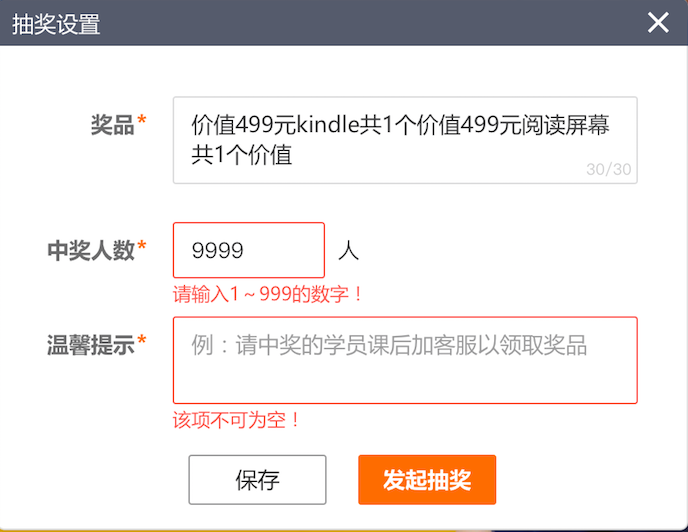 抽奖设置
奖品*
价值499元kindle共1个价值499元阅读屏幕
共1个价值
30/30
中奖人数*
9999 人
请输入1~999的数字！
温馨提示*
例：请中奖的学员课后加客服以领取奖品
该项不可为空！
保存
发起抽奖